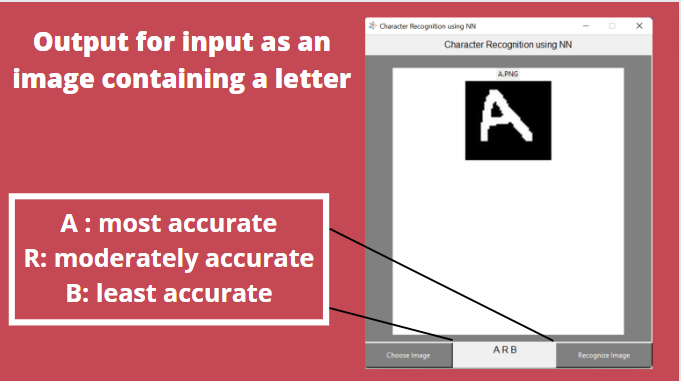 Output for input as an
image containing a letter
A : most accurate
R: moderately accurate
B: least accurate
Character Recognition using NN
Character Recognition using NN
A.PNG
A
Choose Image
A R B
Recognize Image